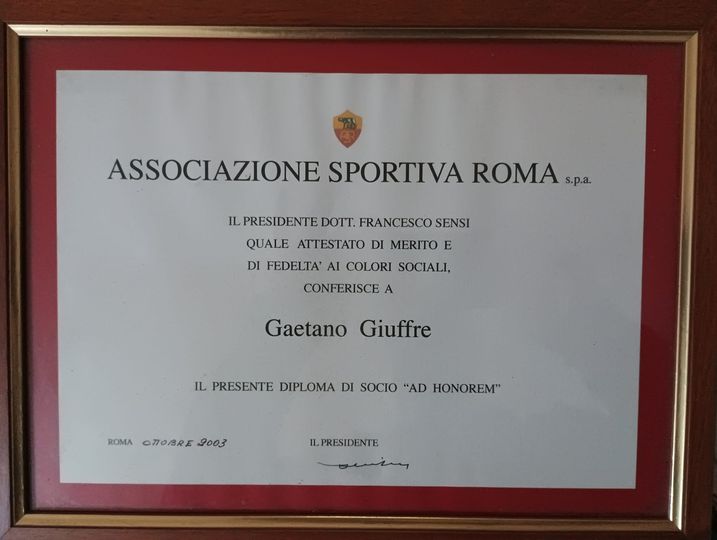 ASSOCIAZIONE SPORTIVA ROMA s.p.a.
IL PRESIDENTE DOTT. FRANCESCO SENSI
QUALE ATTESTATO DI MERITO E
DI FEDELTA' AI COLORI SOCIALI,
CONFERISCE A
Gaetano Giuffre
IL PRESENTE DIPLOMA DI SOCIO “AD HONOREM”
ROMA OTTOBRE 2003 IL PRESIDENTE